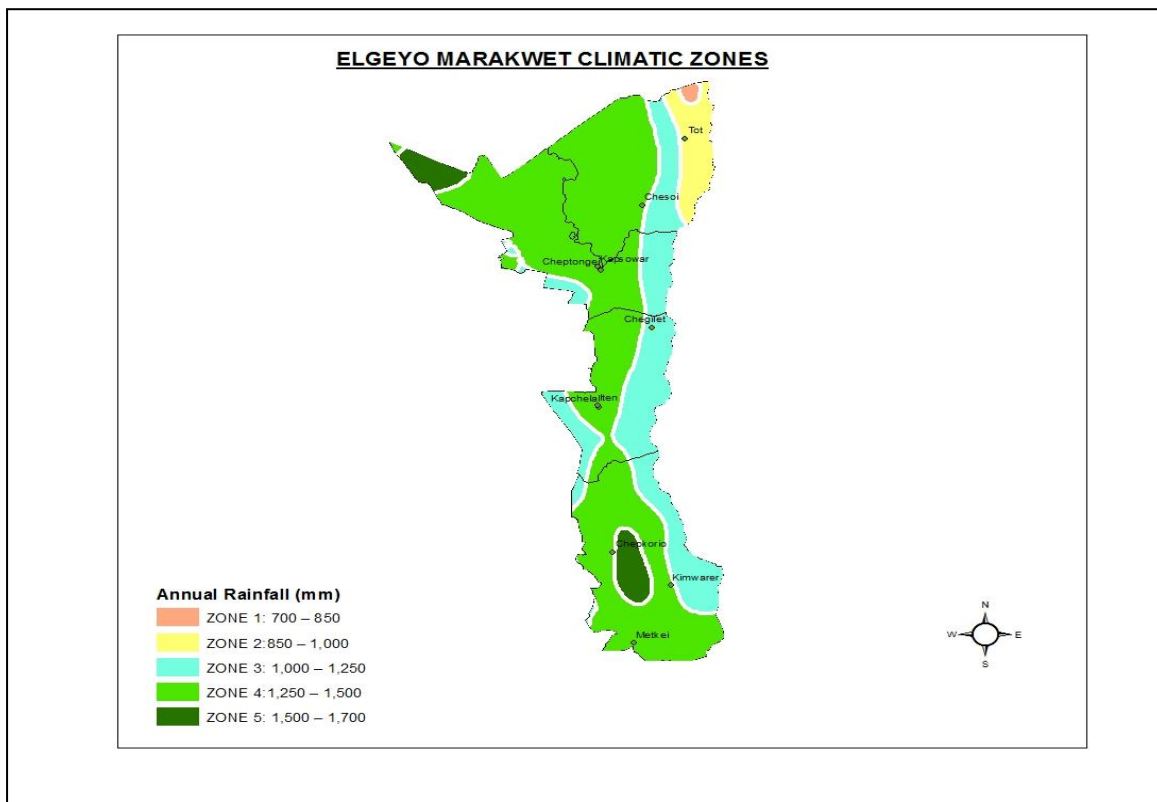 ELGEYO MARAKWET CLIMATIC ZONES
Tot
Chesoi
Cheptongei
Kapsowar
Chegilet
Kapchelal
Iten
Chepkorio
Kimwarer
Metkei
Annual Rainfall (mm)
ZONE 1: 700 – 850
ZONE 2:850 – 1,000
ZONE 3: 1,000 – 1,250
ZONE 4:1,250 – 1,500
ZONE 5: 1,500 – 1,700
N
W
E
S